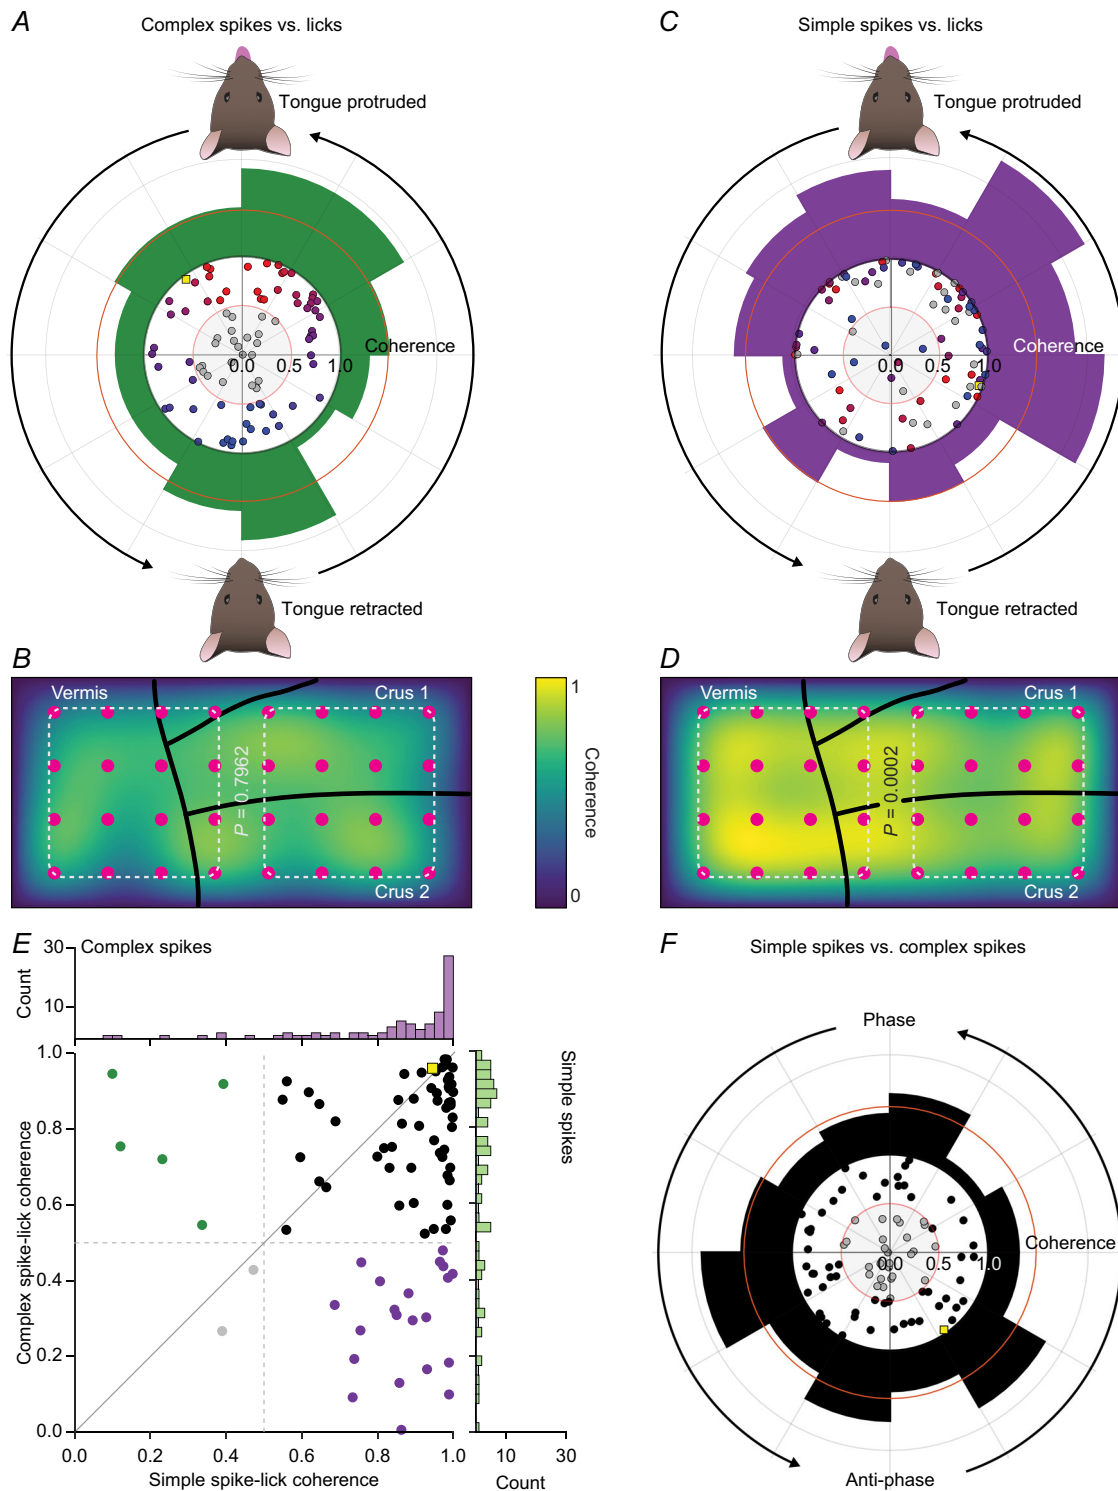 A
Complex spikes vs. licks
Tongue protruded
Coherence
0.0 0.5 1.0
Tongue retracted
C
Simple spikes vs. licks
Tongue protruded
Coherence
0.0 0.5 1.0
Tongue retracted
B
Vermis
Crus 1
P = 0.7962
Crus 2
1
Coherence
0
D
Vermis
Crus 1
P = 0.0002
Crus 2
E
Complex spikes
30
10
Count
1.0
0.8
0.6
0.4
0.2
0.0
Complex spike-lick coherence
0.0 0.2 0.4 0.6 0.8 1.0
Simple spike-lick coherence
Simple spikes
10 30
Count
F
Simple spikes vs. complex spikes
Phase
Coherence
0.0 0.5 1.0
Anti-phase